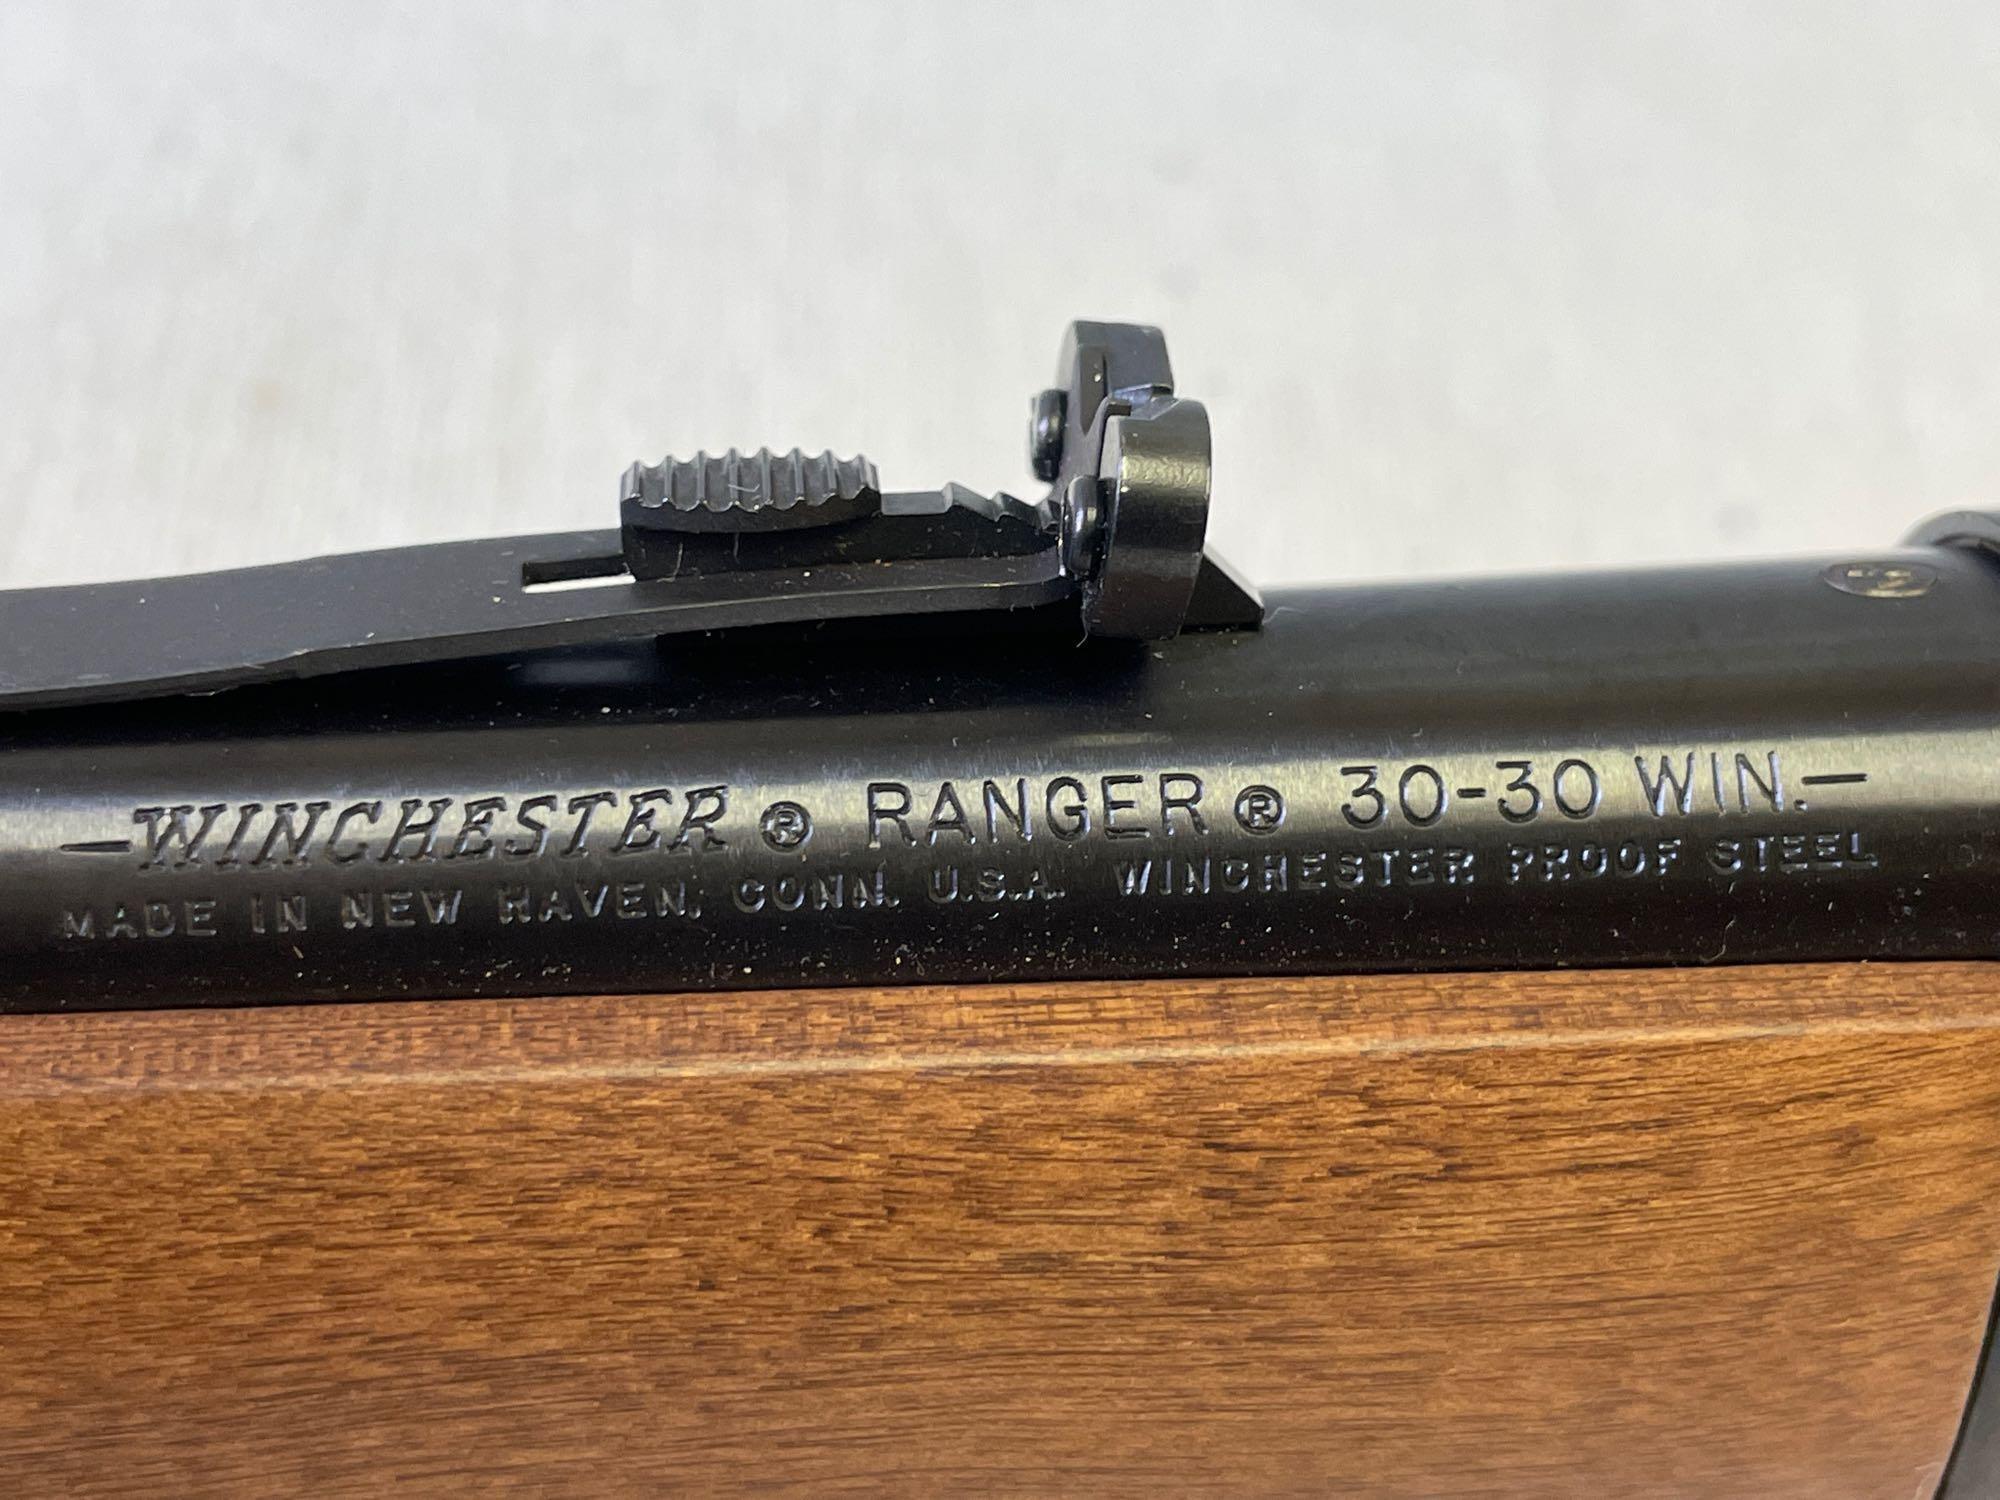 —WINCHESTER ® RANGER ® 30-30 WIN.—
MADE IN NEW HAVEN, CONN. U.S.A. WINCHESTER PROOF STEEL